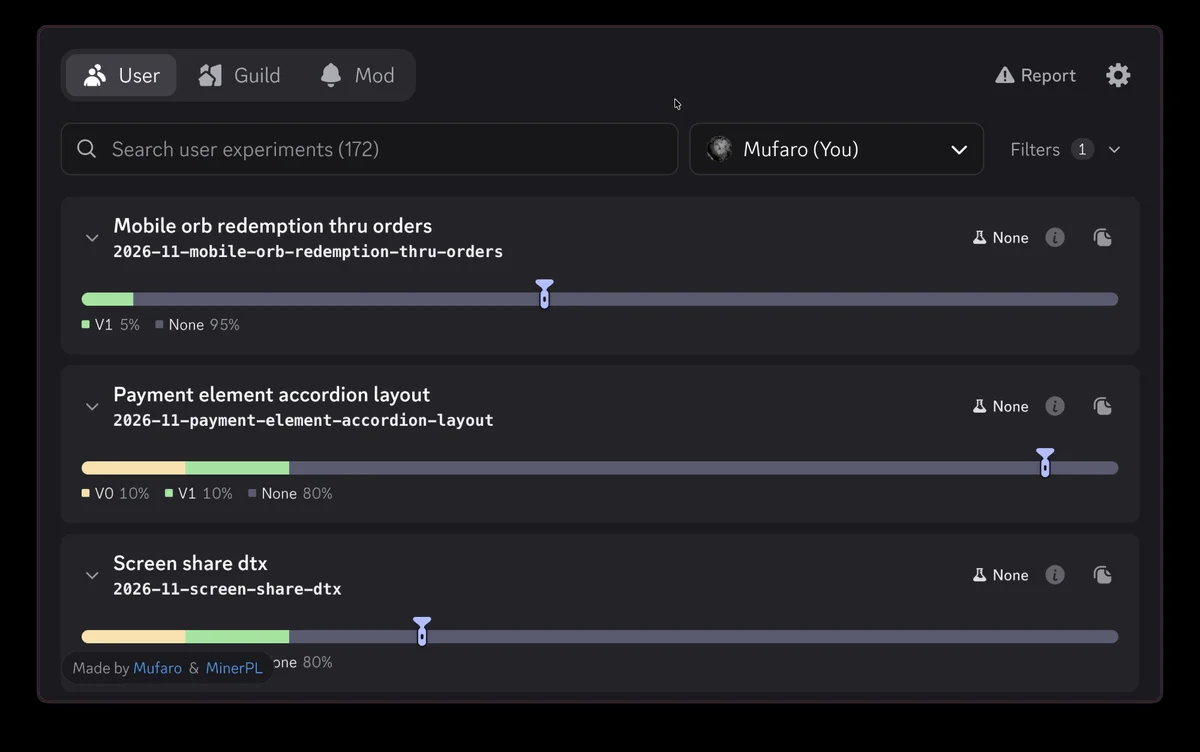 User Guild Mod Report
Search user experiments (172) Mufaro (You) Filters 1
Mobile orb redemption thru orders
2026-11-mobile-orb-redemption-thru-orders
None
V1 5% None 95%
Payment element accordion layout
2026-11-payment-element-accordion-layout
None
V0 10% V1 10% None 80%
Screen share dtx
2026-11-screen-share-dtx
None
Made by Mufaro & MinerPL one 80%